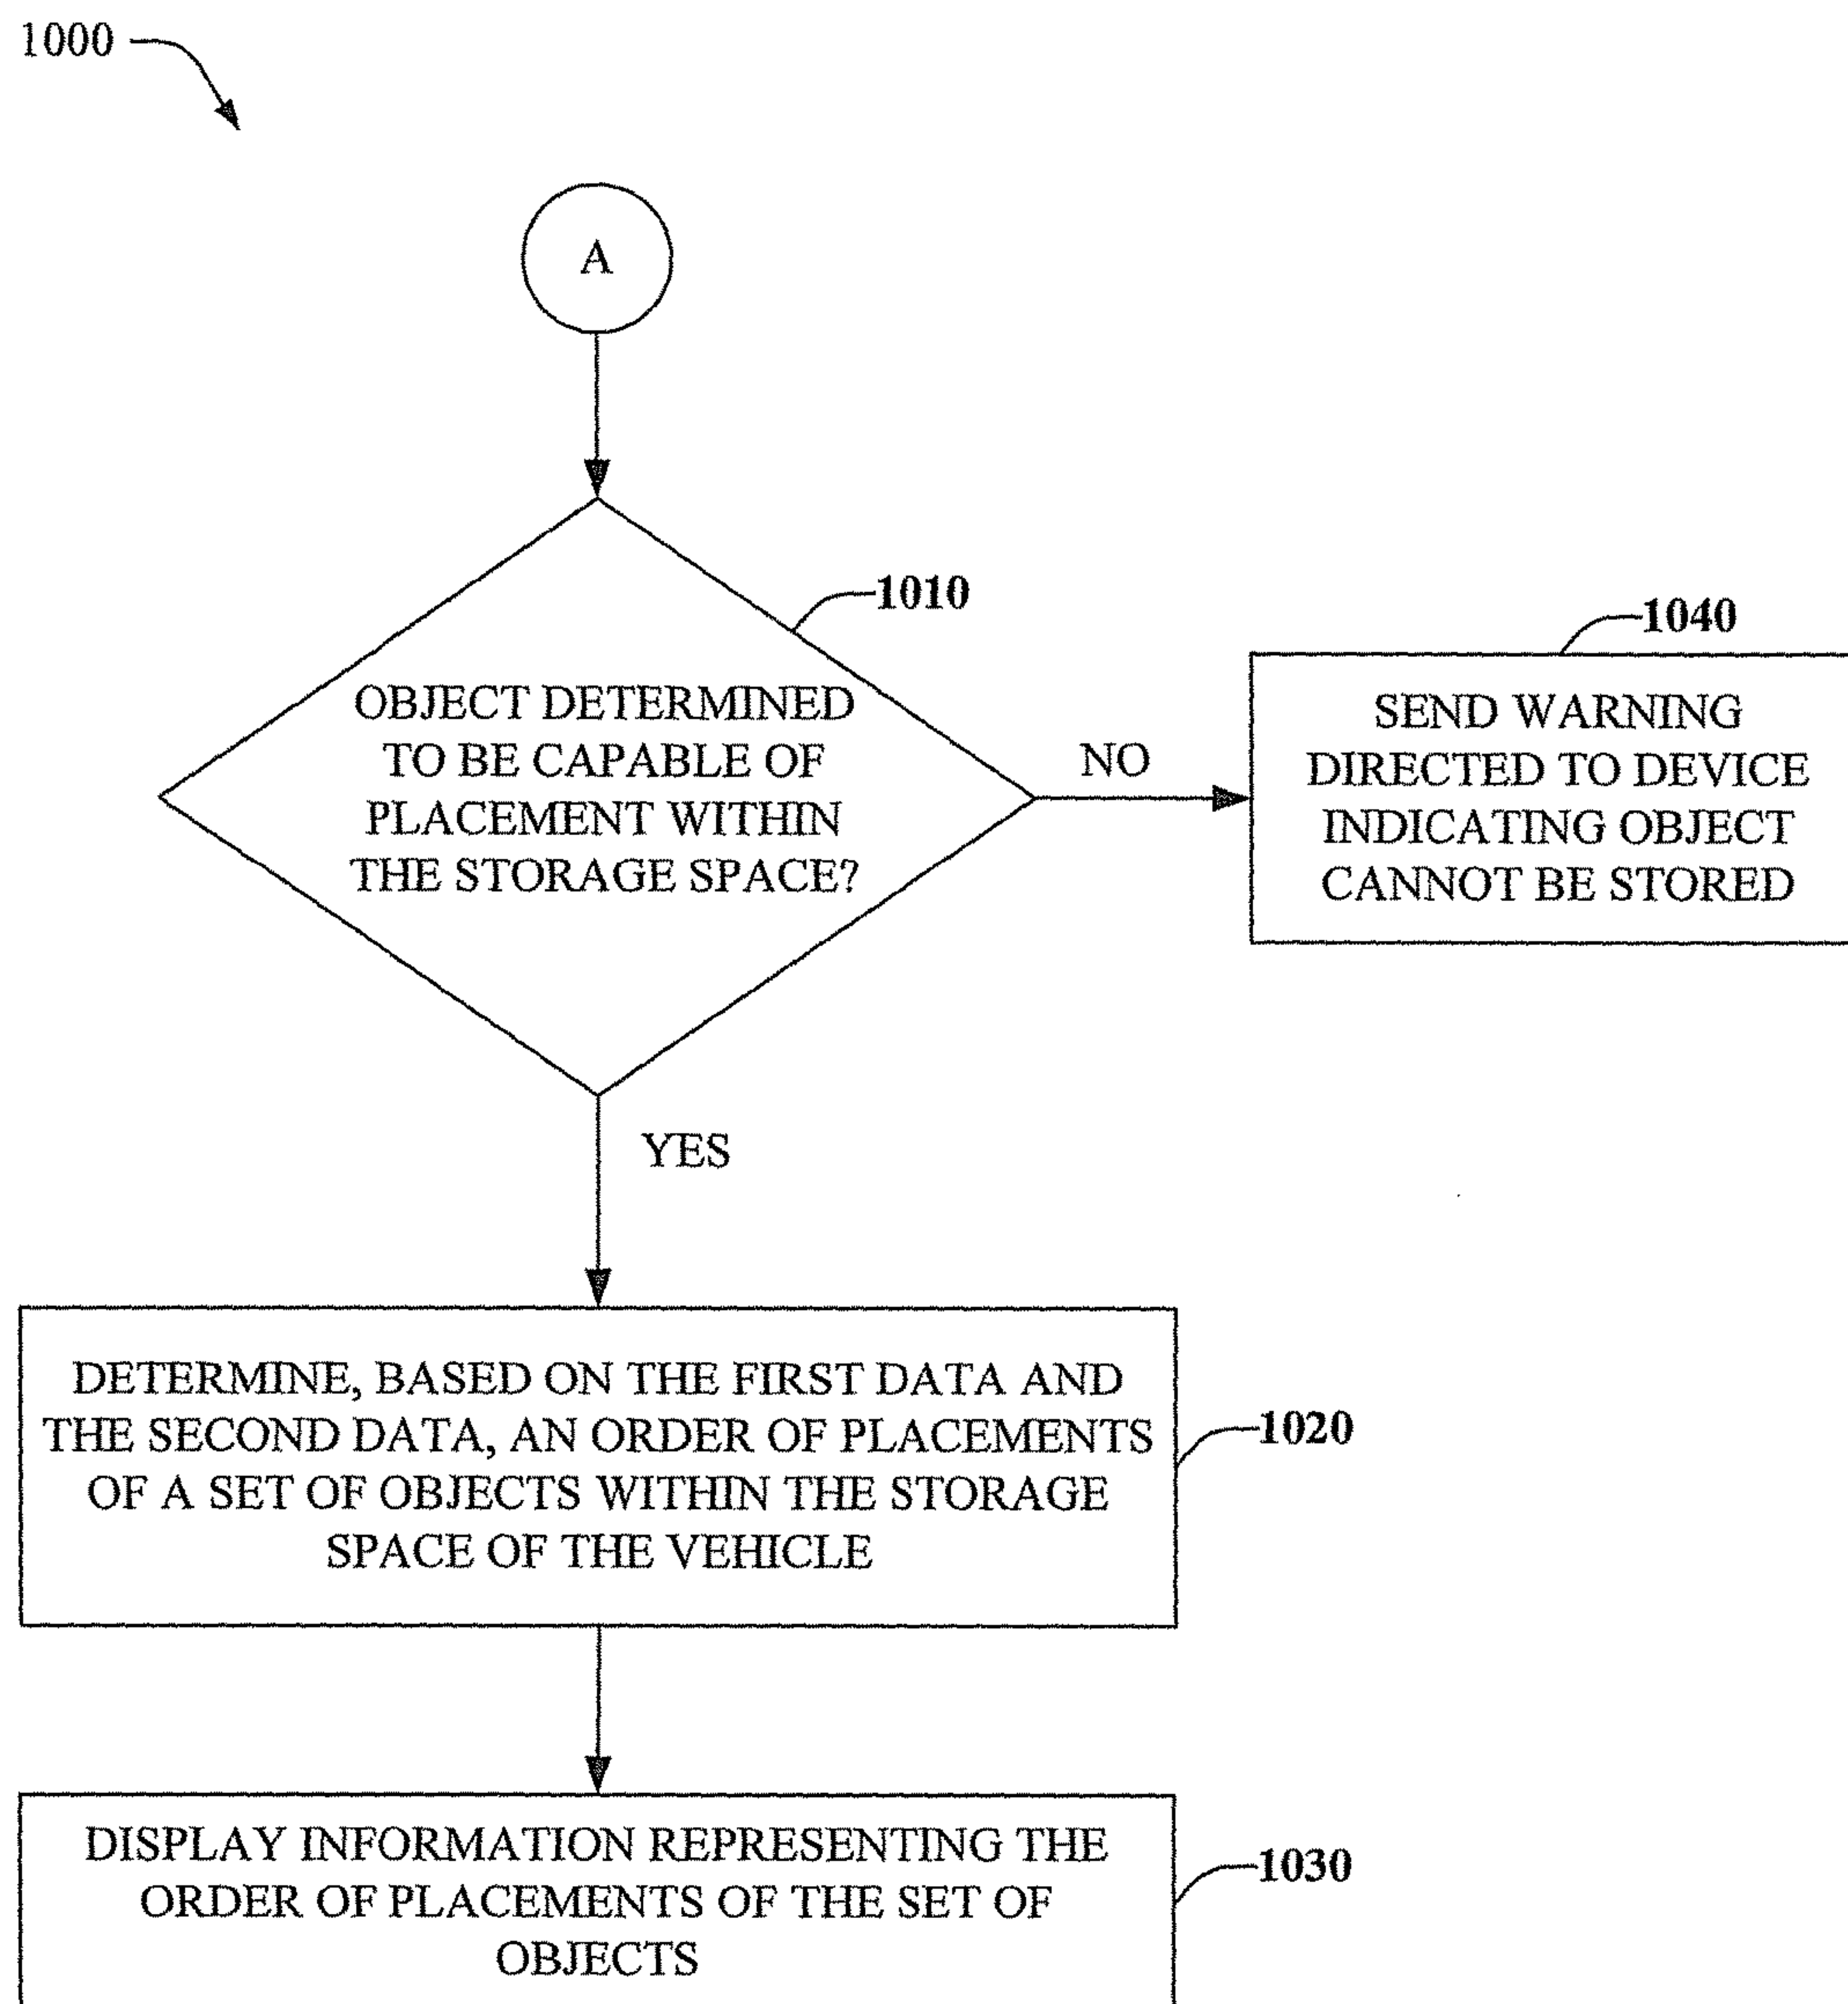 1000
A
1010
OBJECT DETERMINED
TO BE CAPABLE OF
PLACEMENT WITHIN
THE STORAGE SPACE?
NO
1040
SEND WARNING
DIRECTED TO DEVICE
INDICATING OBJECT
CANNOT BE STORED
YES
DETERMINE, BASED ON THE FIRST DATA AND
THE SECOND DATA, AN ORDER OF PLACEMENTS
OF A SET OF OBJECTS WITHIN THE STORAGE
SPACE OF THE VEHICLE
1020
DISPLAY INFORMATION REPRESENTING THE
ORDER OF PLACEMENTS OF THE SET OF
OBJECTS
1030